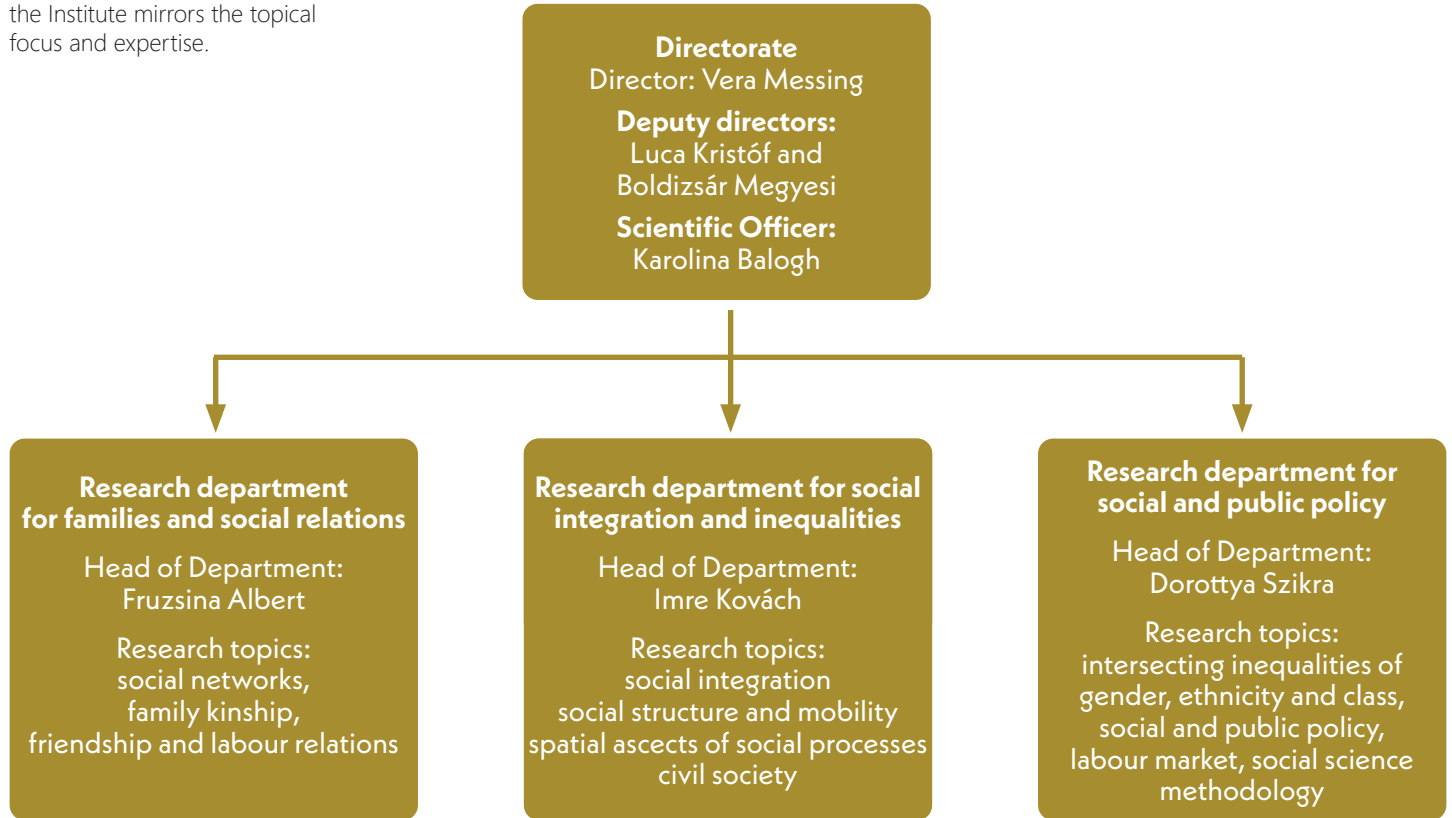 the Institute mirrors the topical
focus and expertise.
Directorate
Director: Vera Messing
Deputy directors:
Luca Kristóf and
Boldizsár Megyesi
Scientific Officer:
Karolina Balogh
Research department
for families and social relations
Head of Department:
Fruzsina Albert
Research topics:
social networks,
family kinship,
friendship and labour relations
Research department for social
integration and inequalities
Head of Department:
Imre Kovách
Research topics:
social integration
social structure and mobility
spatial aspects of social processes
civil society
Research department for
social and public policy
Head of Department:
Dorottya Szikra
Research topics:
intersecting inequalities of
gender, ethnicity and class,
social and public policy,
labour market, social science
methodology